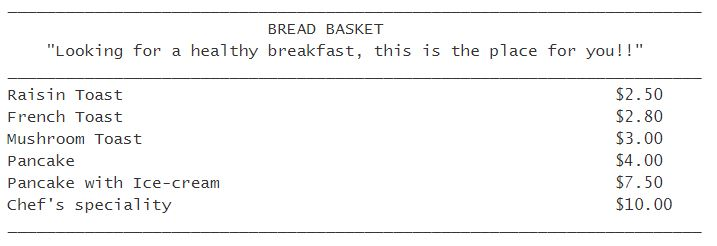 BREAD BASKET
"Looking for a healthy breakfast, this is the place for you!!"
Raisin Toast $2.50
French Toast $2.80
Mushroom Toast $3.00
Pancake $4.00
Pancake with Ice-cream $7.50
Chef's speciality $10.00